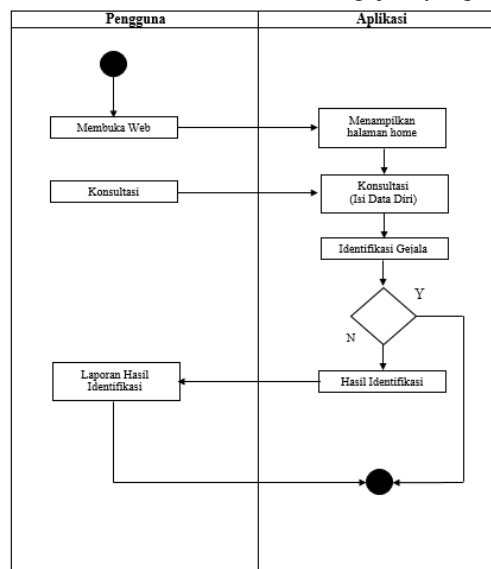 Pengguna
Aplikasi
Membuka Web
Menampilkan
halaman home
Konsultasi
Konsultasi
(Isi Data Diri)
Identifikasi Gejala
Y
N
Laporan Hasil
Identifikasi
Hasil Identifikasi